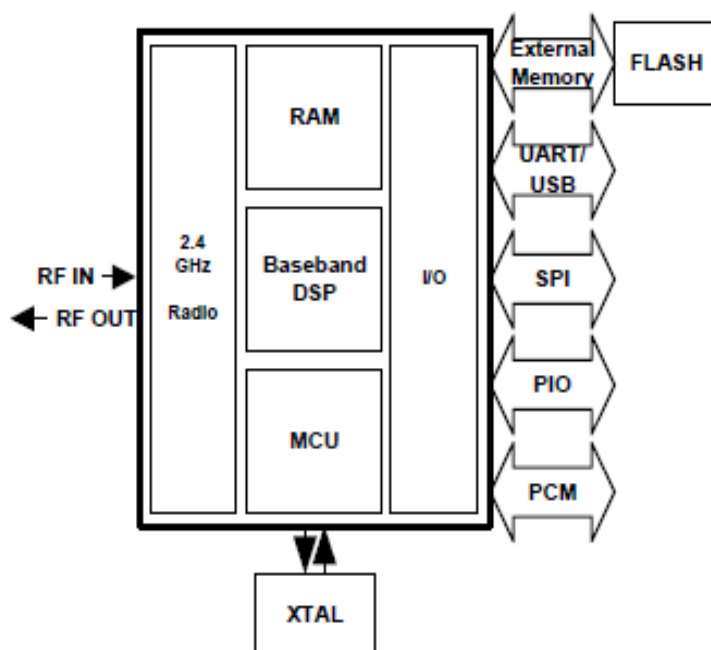 External
Memory
FLASH
RAM
UART/
USB
2.4
GHz
Radio
Baseband
DSP
I/O
RF IN
RF OUT
SPI
PIO
MCU
PCM
XTAL